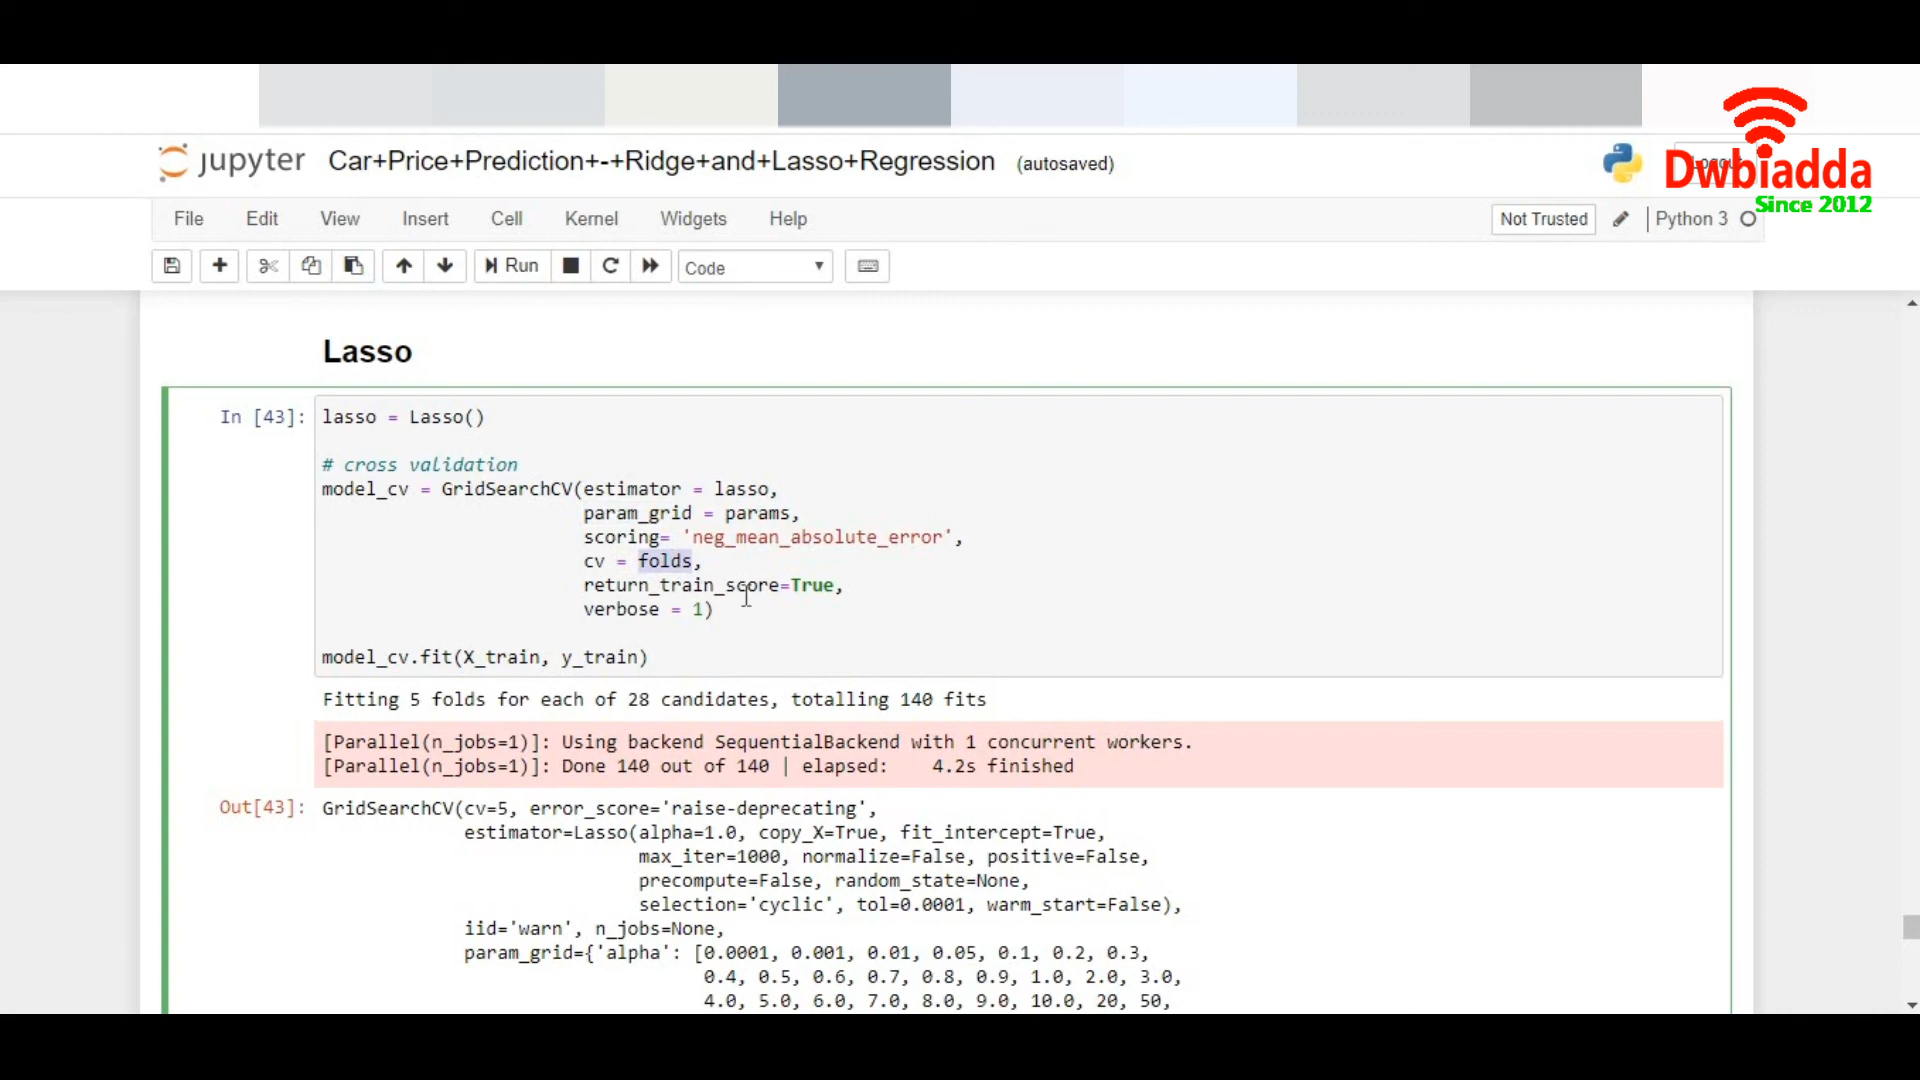 jupyter Car+Price+Prediction+-+Ridge+and+Lasso+Regression (autosaved)
Logout
Dwbiadda
Since 2012
File Edit View Insert Cell Kernel Widgets Help Not Trusted Python 3
Run Code
Lasso
In [43]: lasso = Lasso()
# cross validation
model_cv = GridSearchCV(estimator = lasso,
param_grid = params,
scoring= 'neg_mean_absolute_error',
cv = folds,
return_train_score=True,
verbose = 1)
model_cv.fit(X_train, y_train)
Fitting 5 folds for each of 28 candidates, totalling 140 fits
[Parallel(n_jobs=1)]: Using backend SequentialBackend with 1 concurrent workers.
[Parallel(n_jobs=1)]: Done 140 out of 140 | elapsed:    4.2s finished
Out[43]: GridSearchCV(cv=5, error_score='raise-deprecating',
estimator=Lasso(alpha=1.0, copy_X=True, fit_intercept=True,
max_iter=1000, normalize=False, positive=False,
precompute=False, random_state=None,
selection='cyclic', tol=0.0001, warm_start=False),
iid='warn', n_jobs=None,
param_grid={'alpha': [0.0001, 0.001, 0.01, 0.05, 0.1, 0.2, 0.3,
0.4, 0.5, 0.6, 0.7, 0.8, 0.9, 1.0, 2.0, 3.0,
4.0, 5.0, 6.0, 7.0, 8.0, 9.0, 10.0, 20, 50,